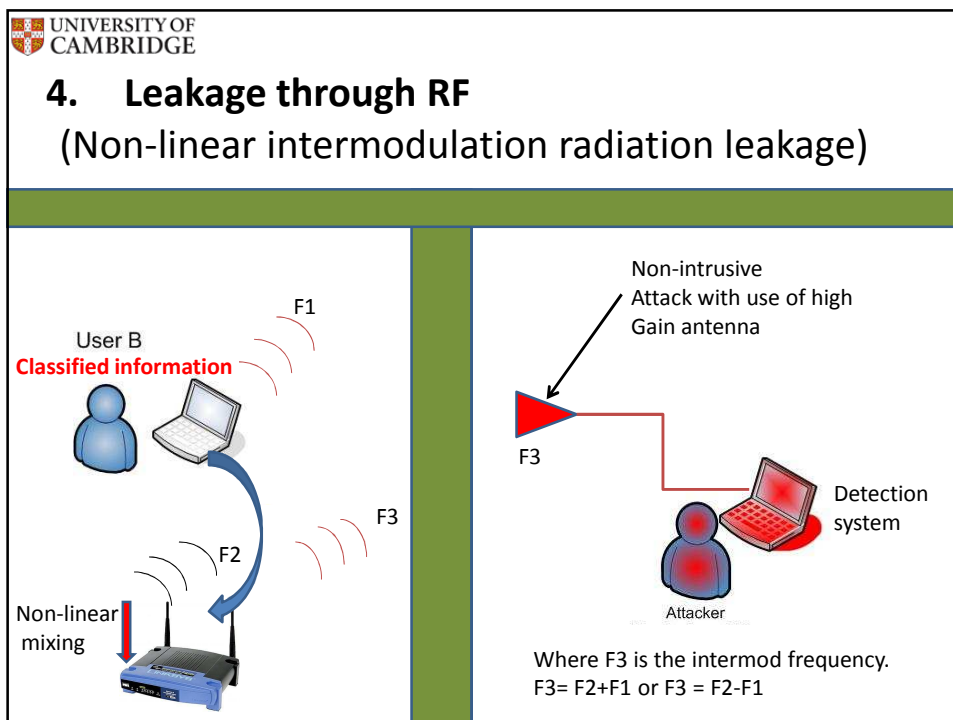 UNIVERSITY OF
CAMBRIDGE
4. Leakage through RF
(Non-linear intermodulation radiation leakage)
F1
User B
Classified information
F3
F2
Non-linear
mixing
Non-intrusive
Attack with use of high
Gain antenna
F3
Detection
system
Attacker
Where F3 is the intermod frequency.
F3= F2+F1 or F3 = F2-F1